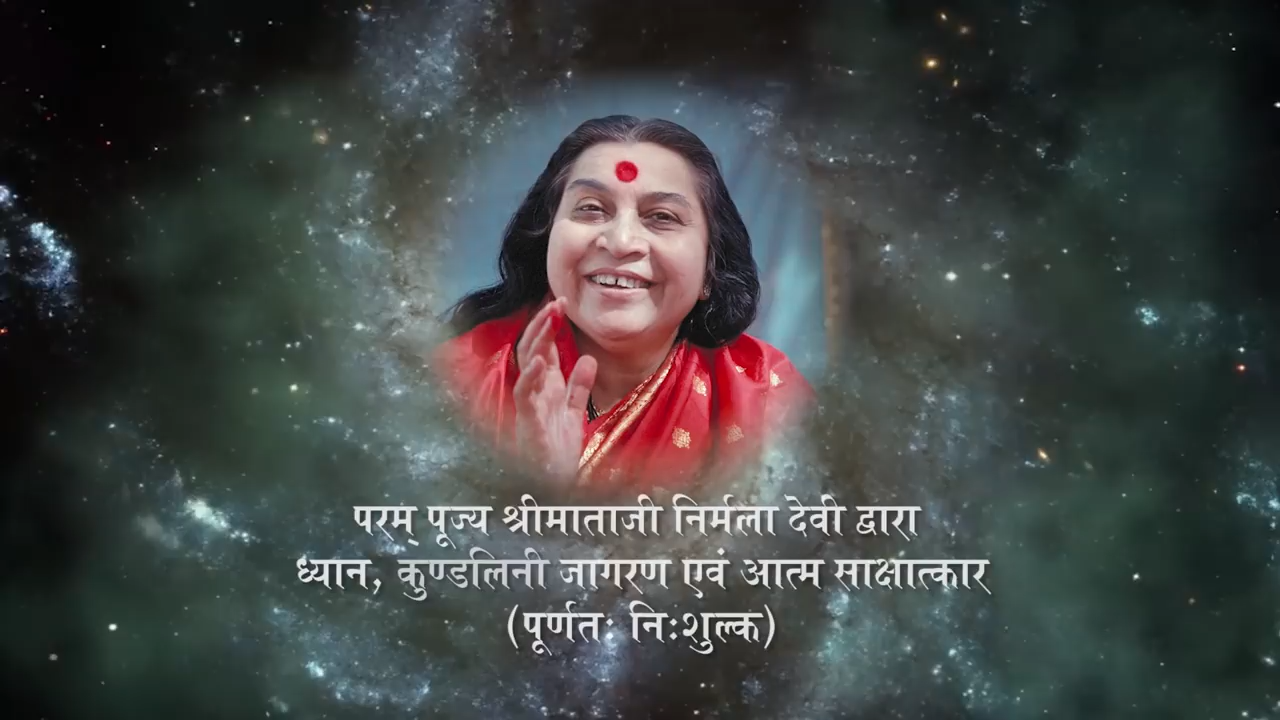 परम् पूज्य श्रीमाताजी निर्मला देवी द्वारा
ध्यान, कुण्डलिनी जागरण एवं आत्म साक्षात्कार
(पूर्णतः निःशुल्क)